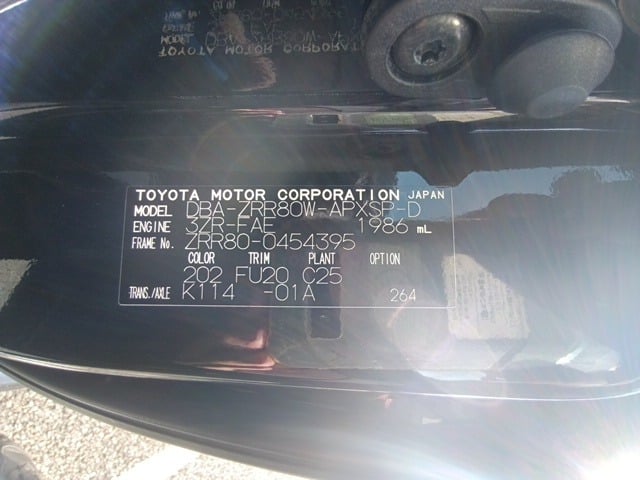 TOYOTA MOTOR CORPORATION JAPAN
MODEL DBA-ZRR80W-APXSP-D
ENGINE 3ZR-FAE 1986 mL
FRAME No. ZRR80-0454395
COLOR TRIM PLANT OPTION
202 FU20 C25
TRANS./AXLE K114 -01A 264